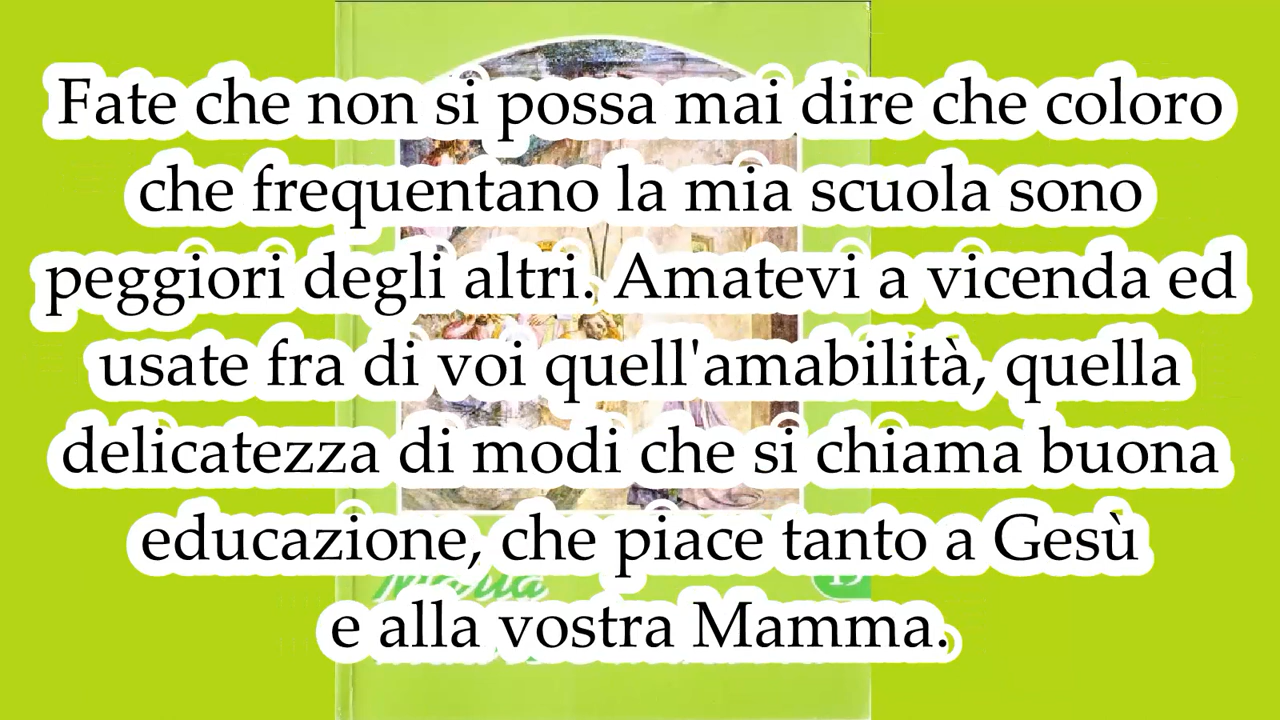 Fate che non si possa mai dire che coloro
che frequentano la mia scuola sono
peggiori degli altri. Amatevi a vicenda ed
usate fra di voi quell'amabilità, quella
delicatezza di modi che si chiama buona
educazione, che piace tanto a Gesù
e alla vostra Mamma.